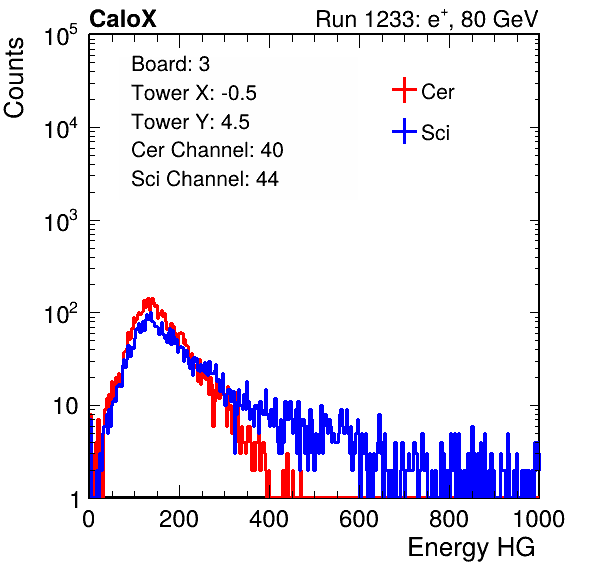 CaloX Run 1233: e⁺, 80 GeV
Counts
Board: 3
Tower X: -0.5
Tower Y: 4.5
Cer Channel: 40
Sci Channel: 44
Cer
Sci
10⁵
10⁴
10³
10²
10
1
0 200 400 600 800 1000
Energy HG